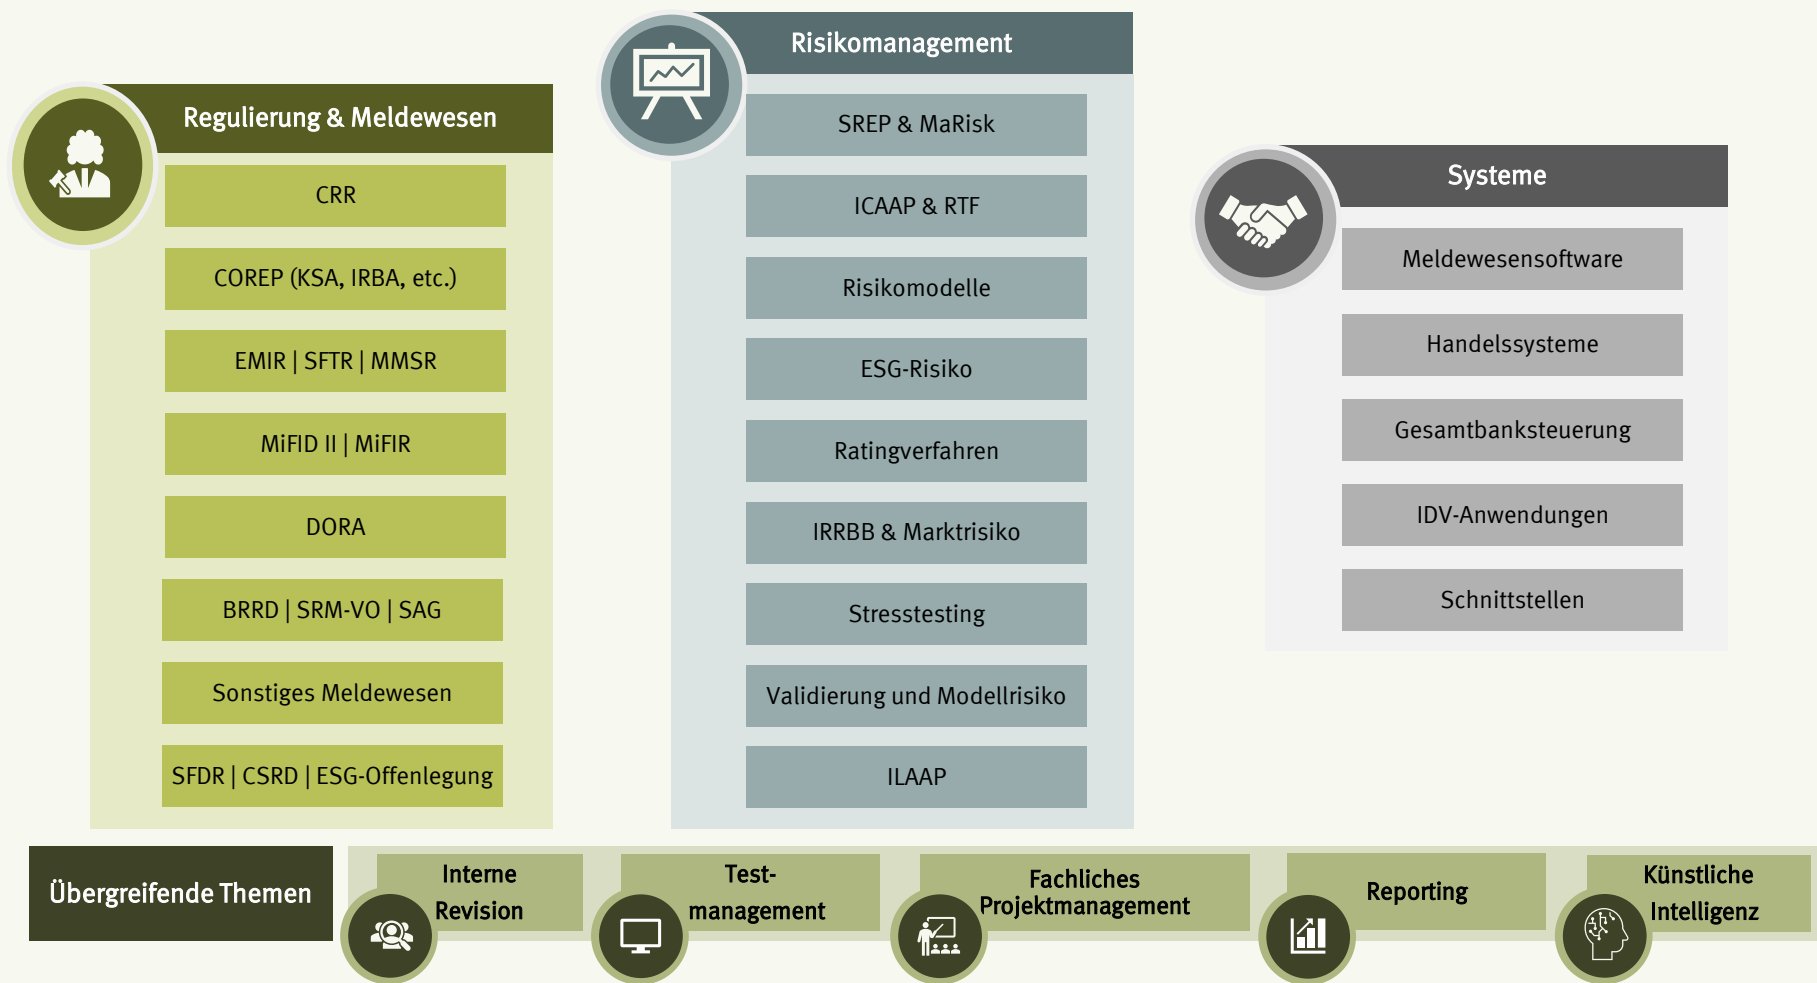 Regulierung & Meldewesen
CRR
COREP (KSA, IRBA, etc.)
EMIR | SFTR | MMSR
MiFID II | MiFIR
DORA
BRRD | SRM-VO | SAG
Sonstiges Meldewesen
SFDR | CSRD | ESG-Offenlegung
Risikomanagement
SREP & MaRisk
ICAAP & RTF
Risikomodelle
ESG-Risiko
Ratingverfahren
IRRBB & Marktrisiko
Stresstesting
Validierung und Modellrisiko
ILAAP
Systeme
Meldewesensoftware
Handelssysteme
Gesamtbanksteuerung
IDV-Anwendungen
Schnittstellen
Übergreifende Themen
Interne
Revision
Test-
management
Fachliches
Projektmanagement
Reporting
Künstliche
Intelligenz